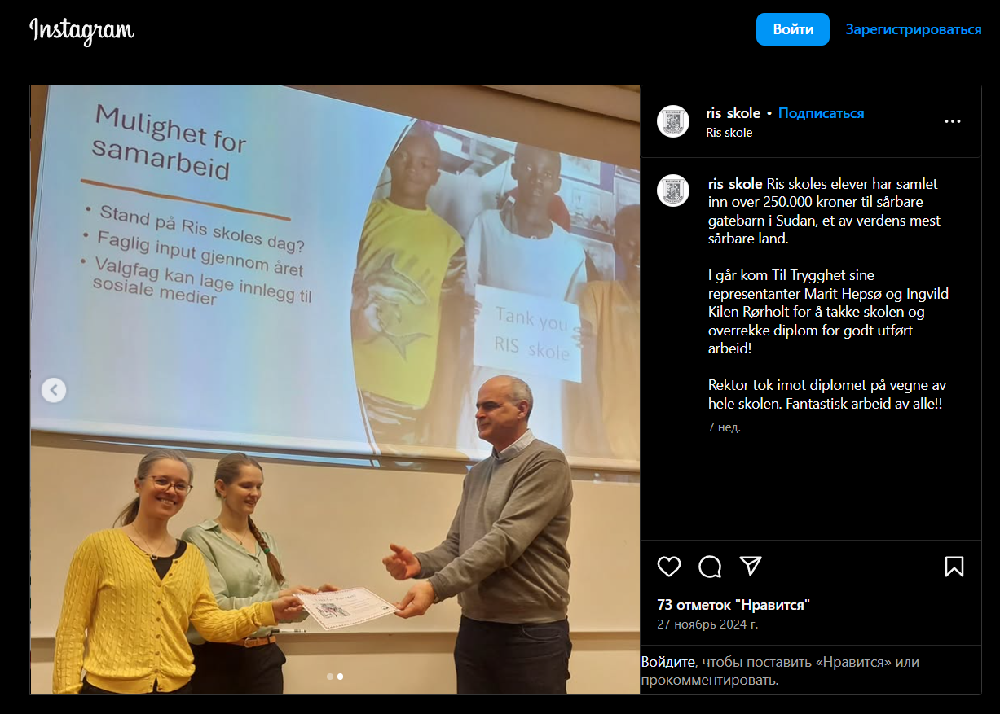 Instagram
Войти
Зарегистрироваться
Mulighet for
samarbeid
• Stand på Ris skoles dag?
• Faglig input gjennom året
• Valgfag kan lage innlegg til
sosiale medier
Tank you
RIS skole
ris_skole • Подписаться
Ris skole
ris_skole Ris skoles elever har samlet
inn over 250.000 kroner til sårbare
gatebarn i Sudan, et av verdens mest
sårbare land.
I går kom Til Trygghet sine
representanter Marit Hepsø og Ingvild
Kilen Rørholt for å takke skolen og
overrekke diplom for godt utført
arbeid!
Rektor tok imot diplomet på vegne av
hele skolen. Fantastisk arbeid av alle!!
7 нед.
73 отметок "Нравится"
27 ноябрь 2024 г.
Войдите, чтобы поставить «Нравится» или
прокомментировать.